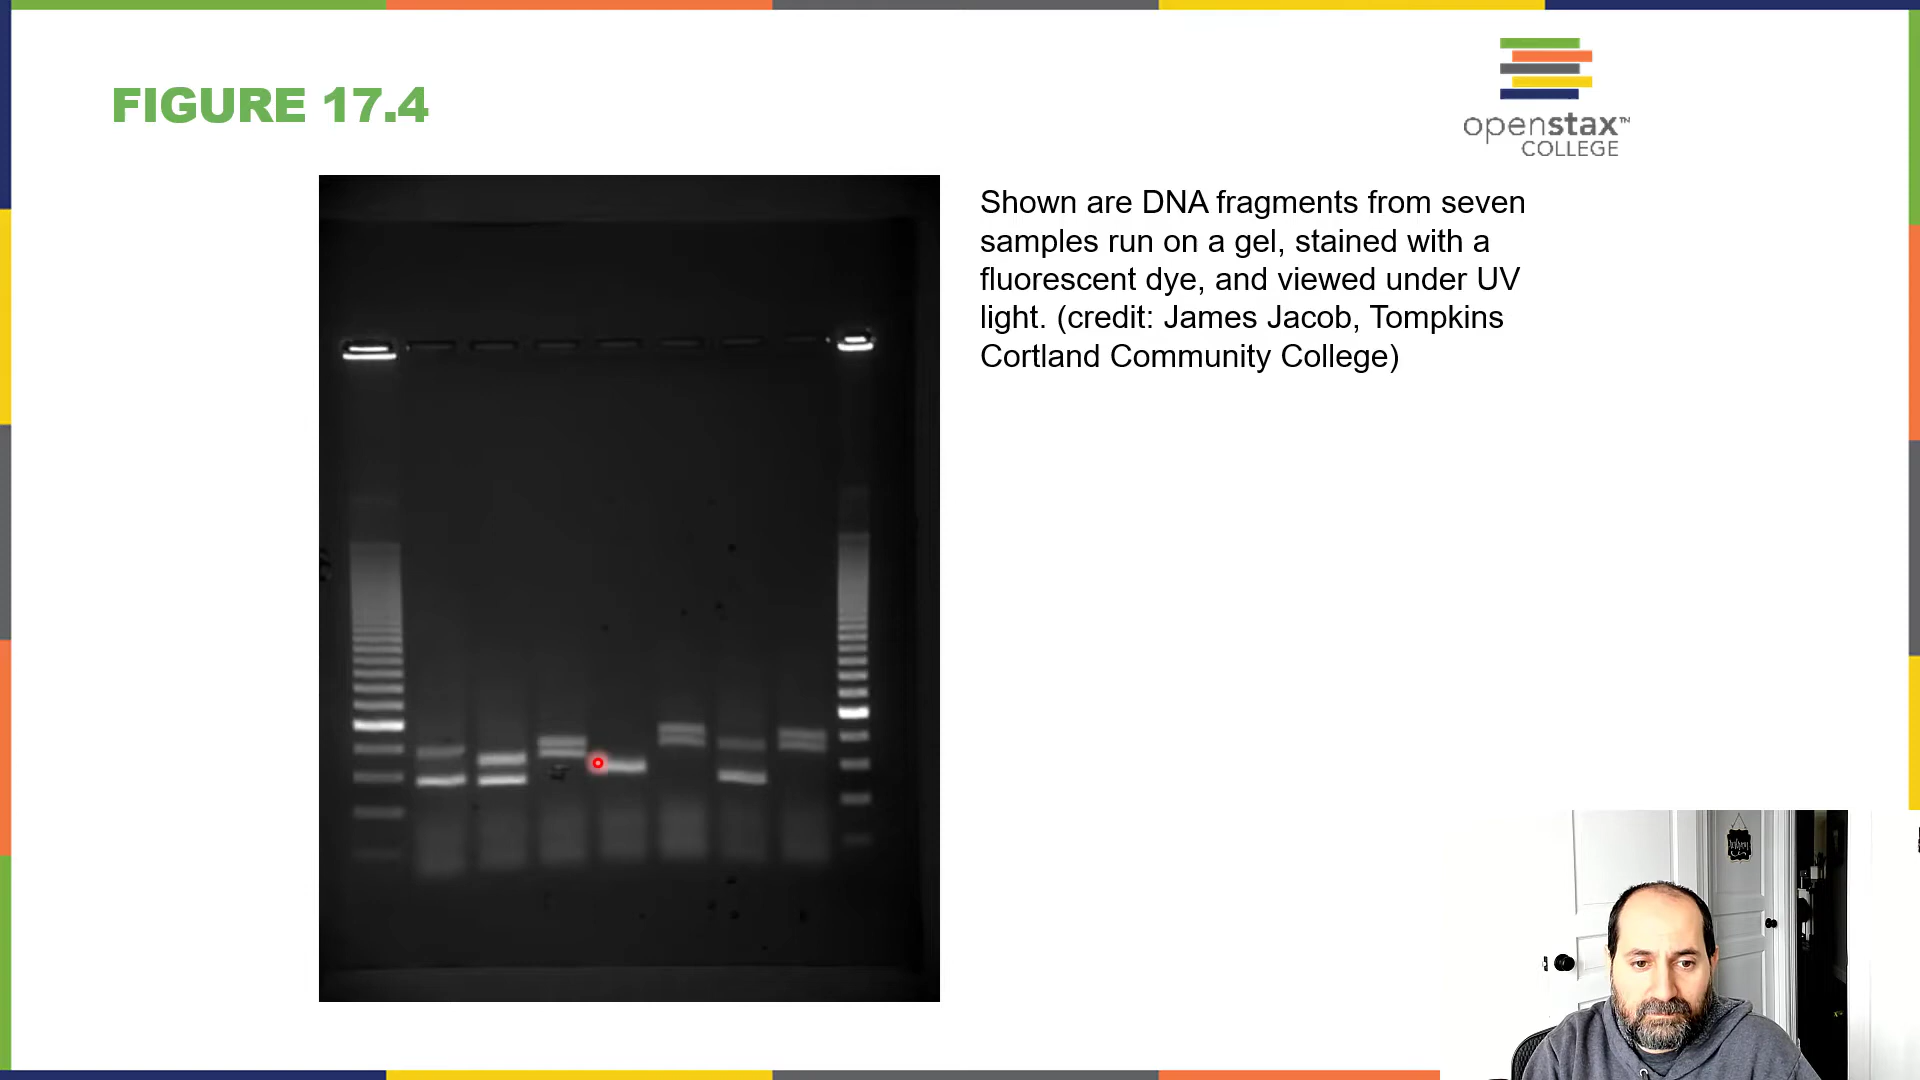 FIGURE 17.4
openstax™
COLLEGE
Shown are DNA fragments from seven
samples run on a gel, stained with a
fluorescent dye, and viewed under UV
light. (credit: James Jacob, Tompkins
Cortland Community College)